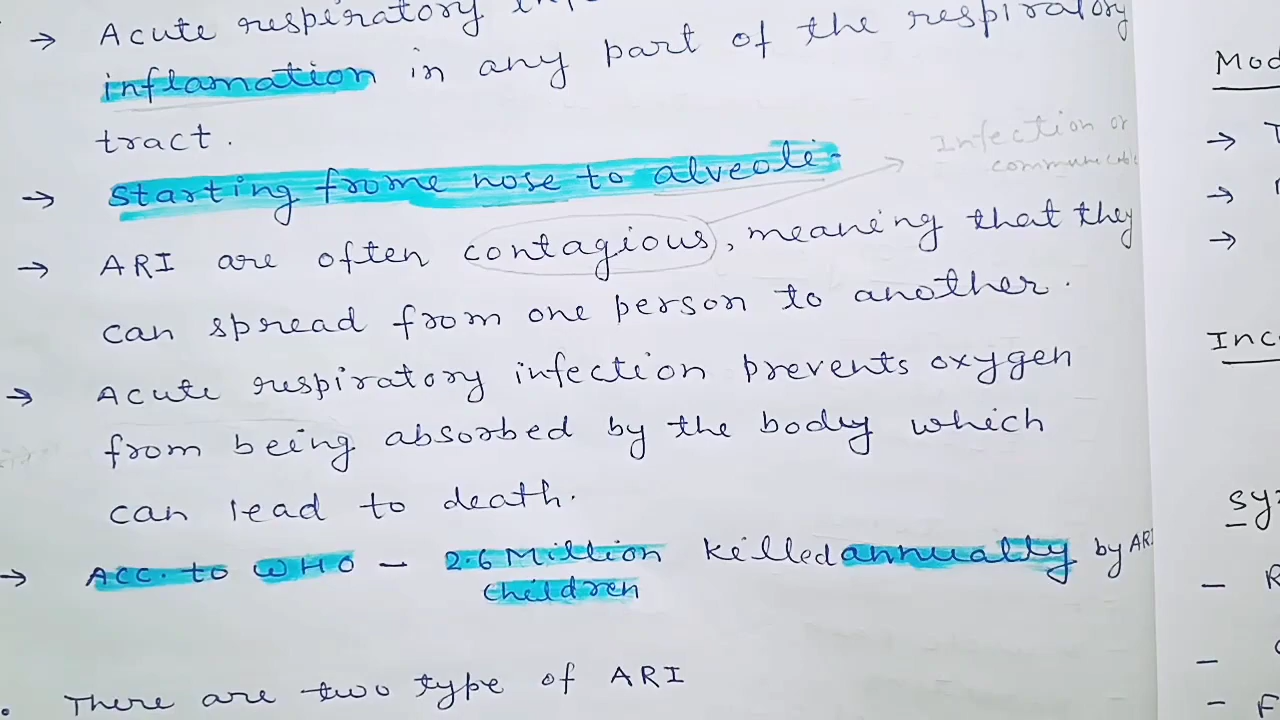 → Acute respiratory
inflamation in any part of the respiratory
tract.
→ starting frome nose to alveoli-
Infection or
→ ARI are often contagious, meaning that they
can spread from one person to another.
→ Acute respiratory infection prevents oxygen
from being absorbed by the body which
can lead to death.
→ Acc. to WHO - 2.6 Million killed annually by ARI
children
• There are two type of ARI
Mod
→ T
→
→
Inc
Sy
- R
-
- F